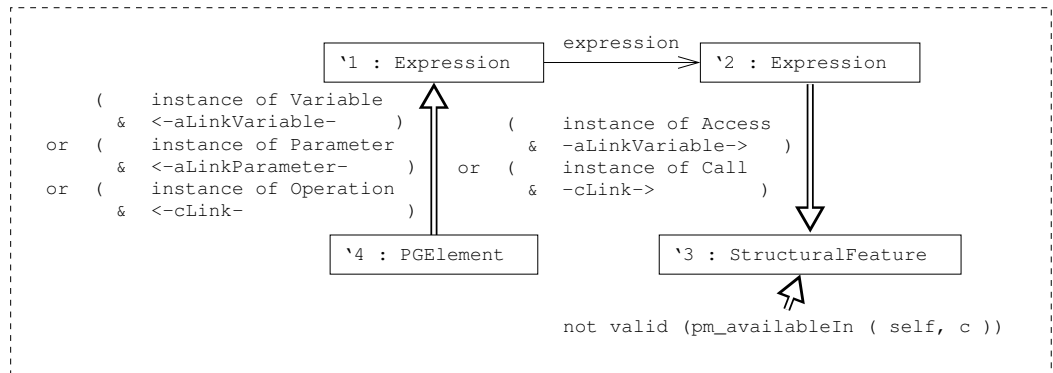 expression
`1 : Expression
`2 : Expression
( instance of Variable
& <-aLinkVariable- )
or ( instance of Parameter
& <-aLinkParameter- )
or ( instance of Operation
& <-cLink- )
( instance of Access
& -aLinkVariable-> )
or ( instance of Call
& -cLink-> )
`4 : PGElement
`3 : StructuralFeature
not valid (pm_availableIn ( self, c ))